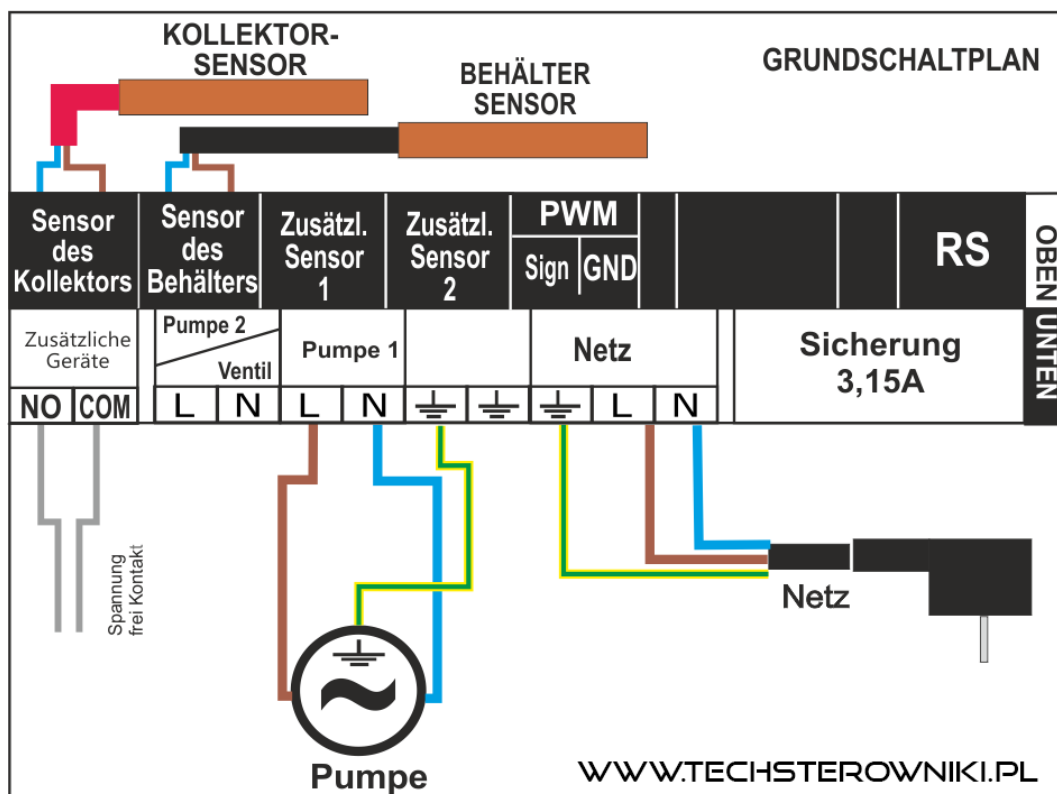 KOLLEKTOR-
SENSOR
BEHÄLTER
SENSOR
GRUNDSCHALTPLAN
Sensor
des
Kollektors
Sensor
des
Behälters
Zusätzl.
Sensor
1
Zusätzl.
Sensor
2
PWM
Sign GND
RS
OBEN
UNTEN
Zusätzliche
Geräte
Pumpe 2
Ventil
Pumpe 1
Netz
Sicherung
3,15A
NO COM L N L N L N
Spannung
frei Kontakt
Netz
Pumpe
WWW.TECHSTEROWNIKI.PL